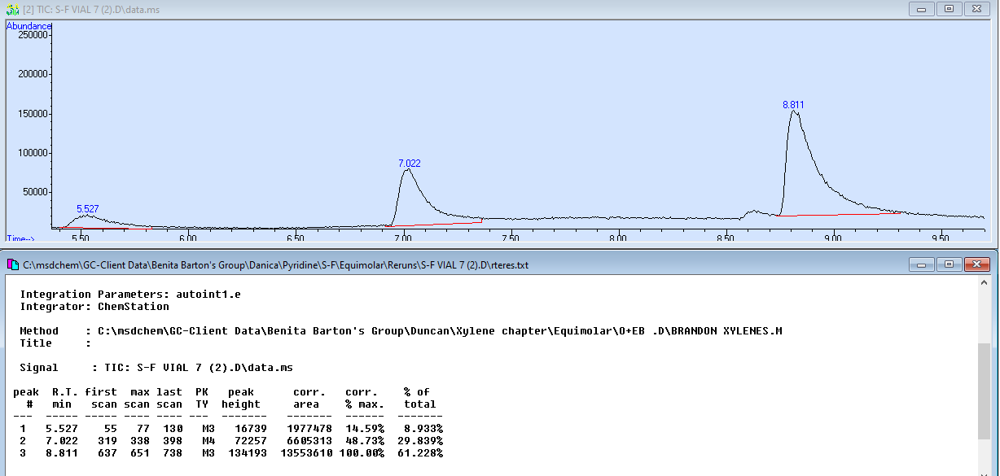 [2] TIC: S-F VIAL 7 (2).D\data.ms
Abundance
250000
200000
150000
100000
50000
5.527
7.022
8.811
Time-->
5.50 6.00 6.50 7.00 7.50 8.00 8.50 9.00 9.50
C:\msdchem\GC-Client Data\Benita Barton's Group\Danica\Pyridine\S-F\Equimolar\Reruns\S-F VIAL 7 (2).D\rteres.txt
Integration Parameters: autoint1.e
Integrator: ChemStation
Method : C:\msdchem\GC-Client Data\Benita Barton's Group\Duncan\Xylene chapter\Equimolar\O+EB .D\BRANDON XYLENES.M
Title :
Signal : TIC: S-F VIAL 7 (2).D\data.ms
peak R.T. first max last PK peak corr. corr. % of
# min scan scan scan TY height area % max. total
--- ----- ----- ---- ---- --- ------- ------- ------ -------
1 5.527 55 77 130 M3 16739 1977478 14.59% 8.933%
2 7.022 319 338 398 M4 72257 6605313 48.73% 29.839%
3 8.811 637 651 738 M3 134193 13553610 100.00% 61.228%